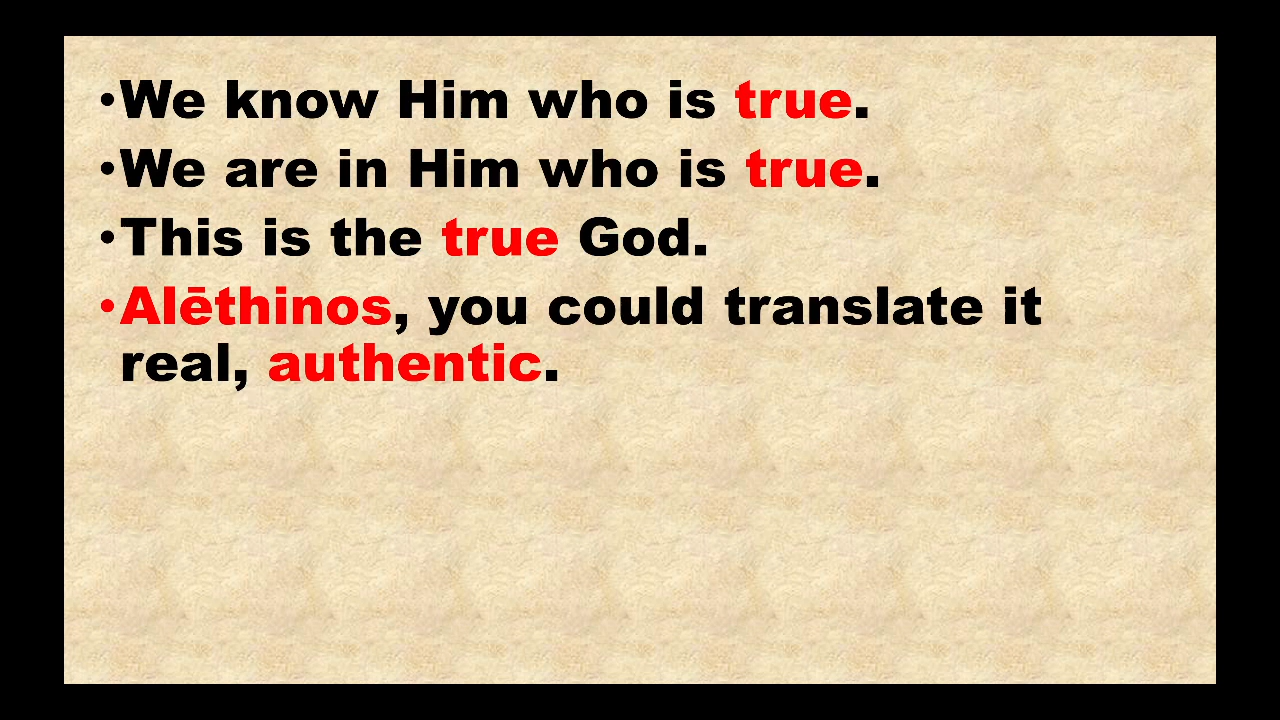 •We know Him who is true.
•We are in Him who is true.
•This is the true God.
•Alēthinos, you could translate it
real, authentic.